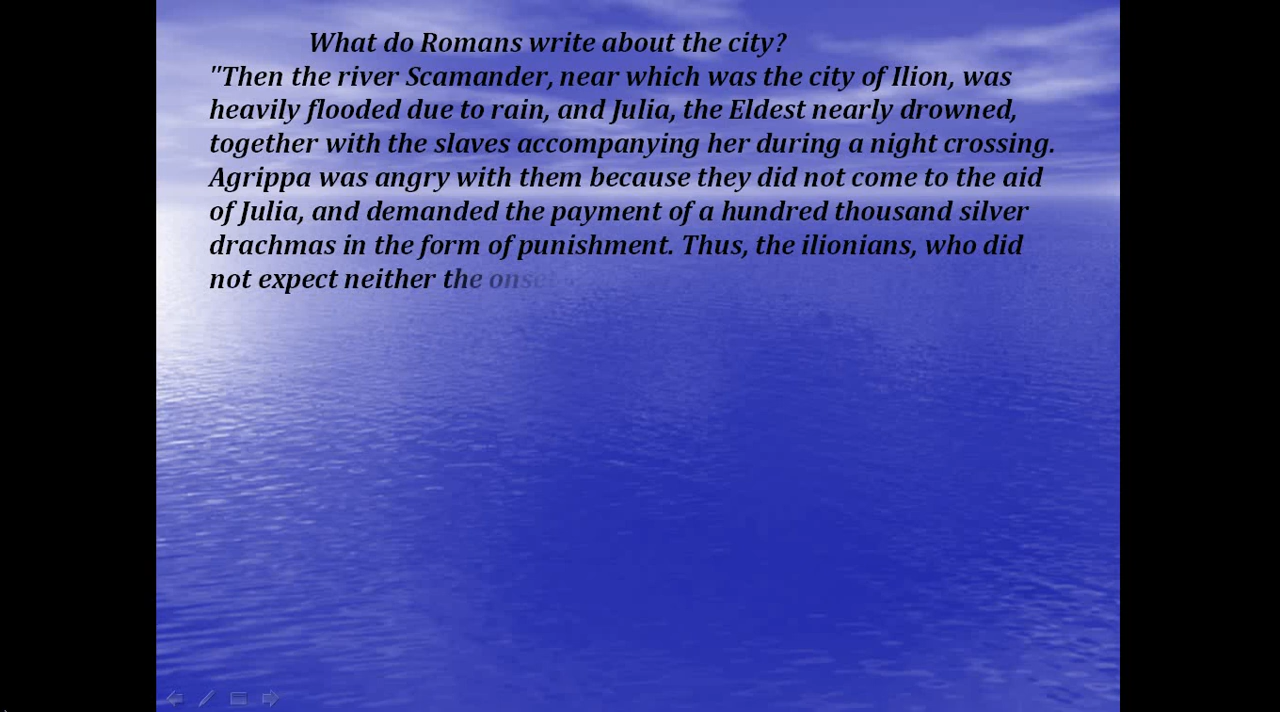 What do Romans write about the city?
"Then the river Scamander, near which was the city of Ilion, was
heavily flooded due to rain, and Julia, the Eldest nearly drowned,
together with the slaves accompanying her during a night crossing.
Agrippa was angry with them because they did not come to the aid
of Julia, and demanded the payment of a hundred thousand silver
drachmas in the form of punishment. Thus, the ilionians, who did
not expect neither the onset